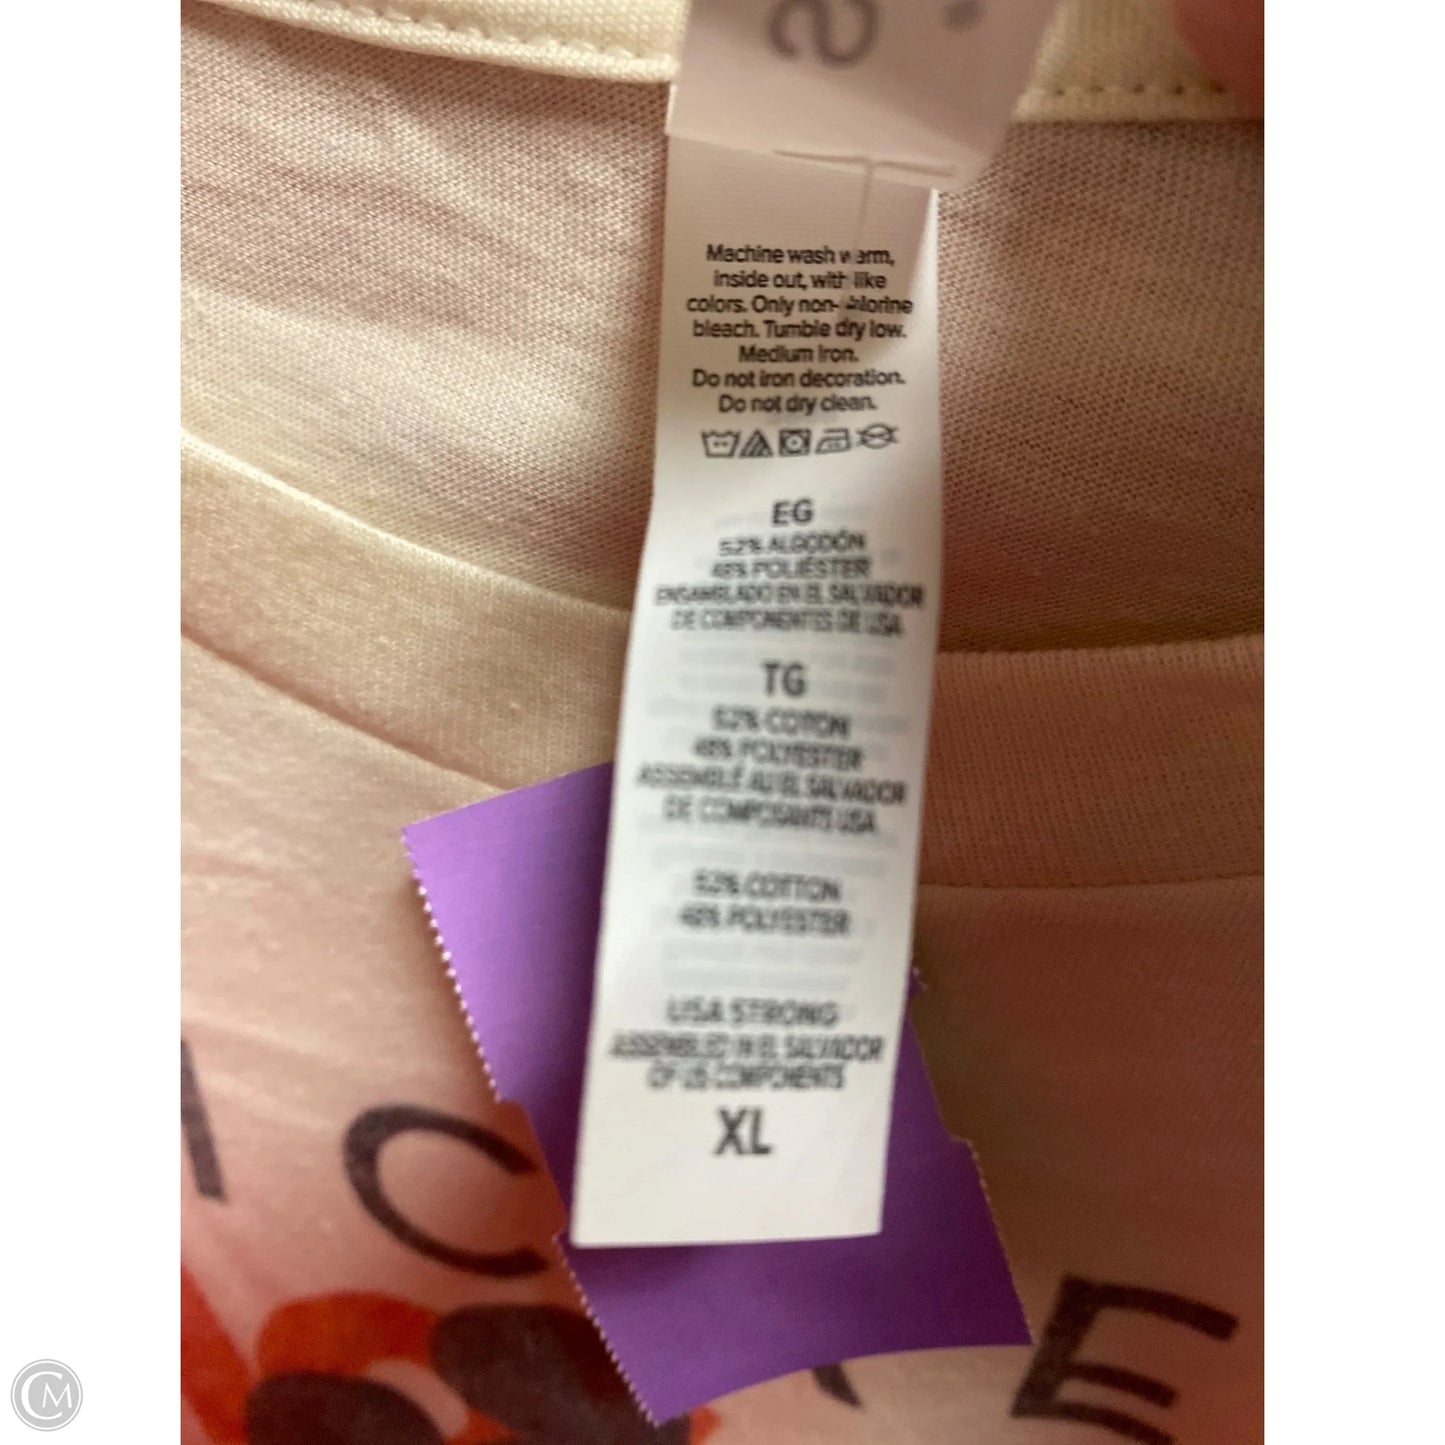 S.
Machine wash warm,
inside out, with like
colors. Only non-chlorine
bleach. Tumble dry low.
Medium iron.
Do not iron decoration.
Do not dry clean.
EG
52% ALGODÓN
48% POLIÉSTER
ENSAMBLADO EN EL SALVADOR
DE COMPONENTES DE USA
TG
52% COTON
48% POLYESTER
ASSEMBLÉ AU EL SALVADOR
DE COMPOSANTS USA
52% COTTON
48% POLYESTER
USA STRONG
ASSEMBLED IN EL SALVADOR
OF US COMPONENTS
XL
C
E
CM